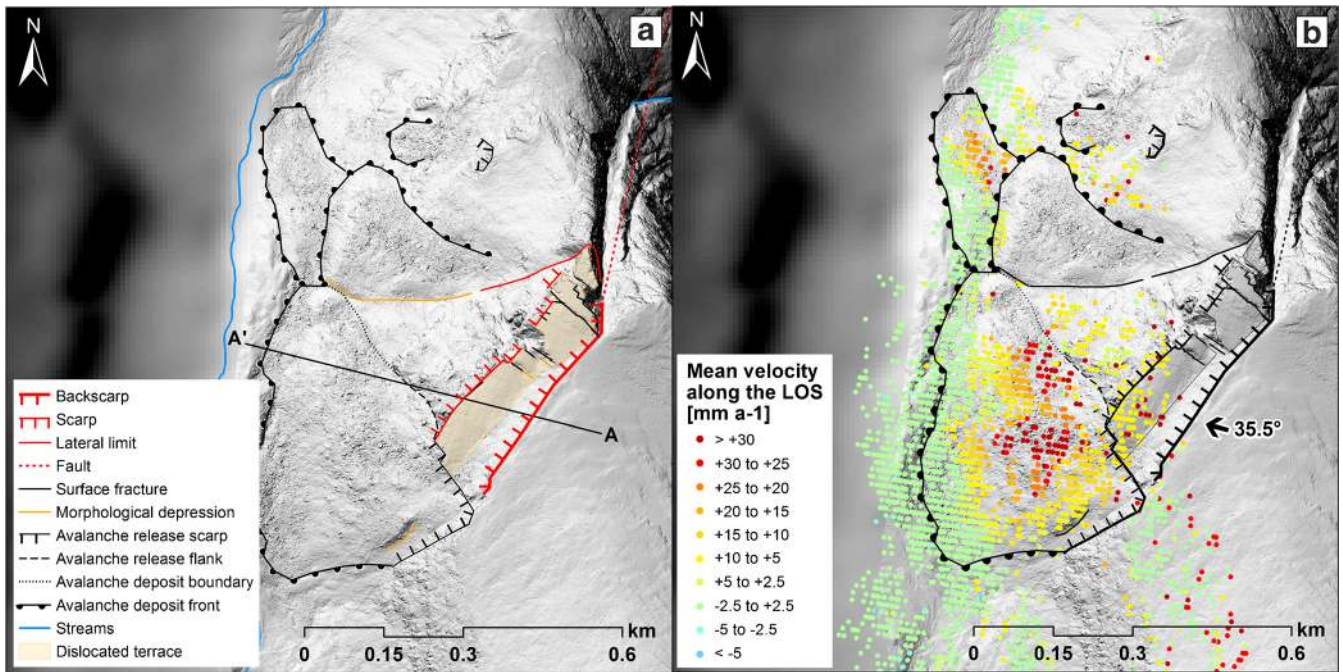 N
a
A'
A
Backscarp
Scarp
Lateral limit
Fault
Surface fracture
Morphological depression
Avalanche release scarp
Avalanche release flank
Avalanche deposit boundary
Avalanche deposit front
Streams
Dislocated terrace
km
0 0.15 0.3 0.6
N
b
35.5°
Mean velocity
along the LOS
[mm a-1]
> +30
+30 to +25
+25 to +20
+20 to +15
+15 to +10
+10 to +5
+5 to +2.5
-2.5 to +2.5
-5 to -2.5
< -5
km
0 0.15 0.3 0.6